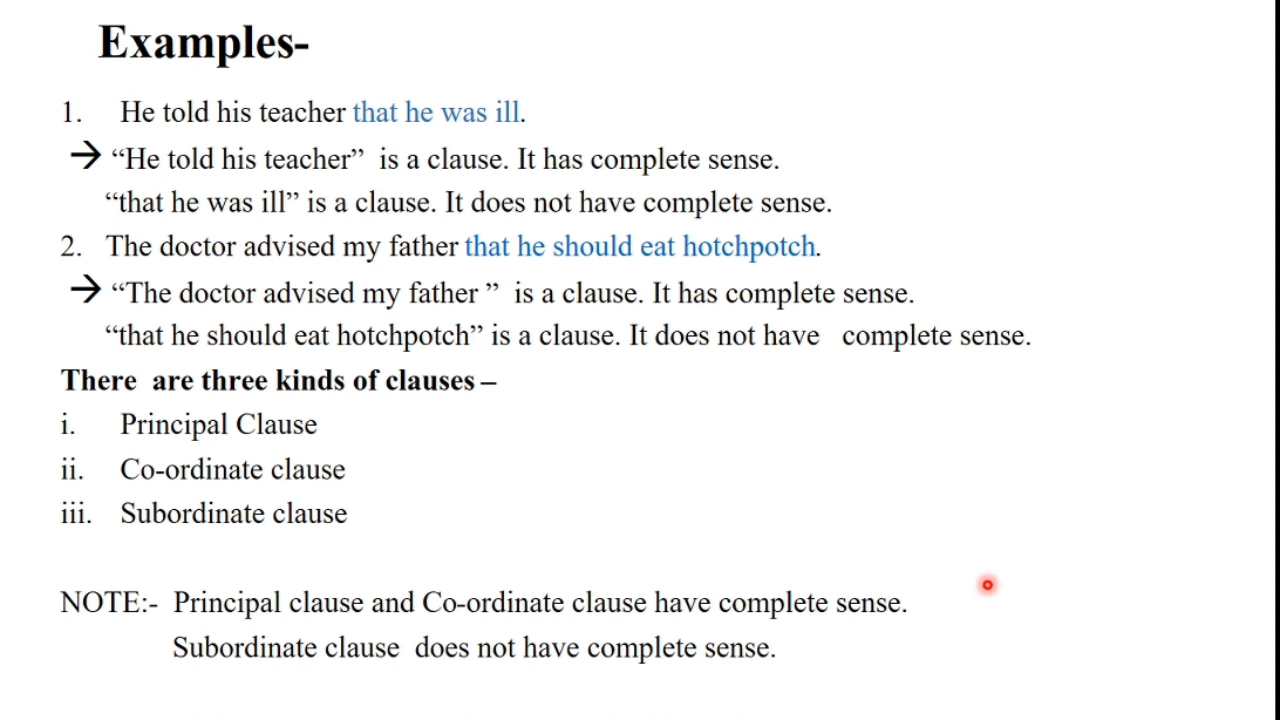 Examples-
1. He told his teacher that he was ill.
→ “He told his teacher” is a clause. It has complete sense.
“that he was ill” is a clause. It does not have complete sense.
2. The doctor advised my father that he should eat hotchpotch.
→ “The doctor advised my father ” is a clause. It has complete sense.
“that he should eat hotchpotch” is a clause. It does not have complete sense.
There are three kinds of clauses –
i. Principal Clause
ii. Co-ordinate clause
iii. Subordinate clause
NOTE:- Principal clause and Co-ordinate clause have complete sense.
Subordinate clause does not have complete sense.